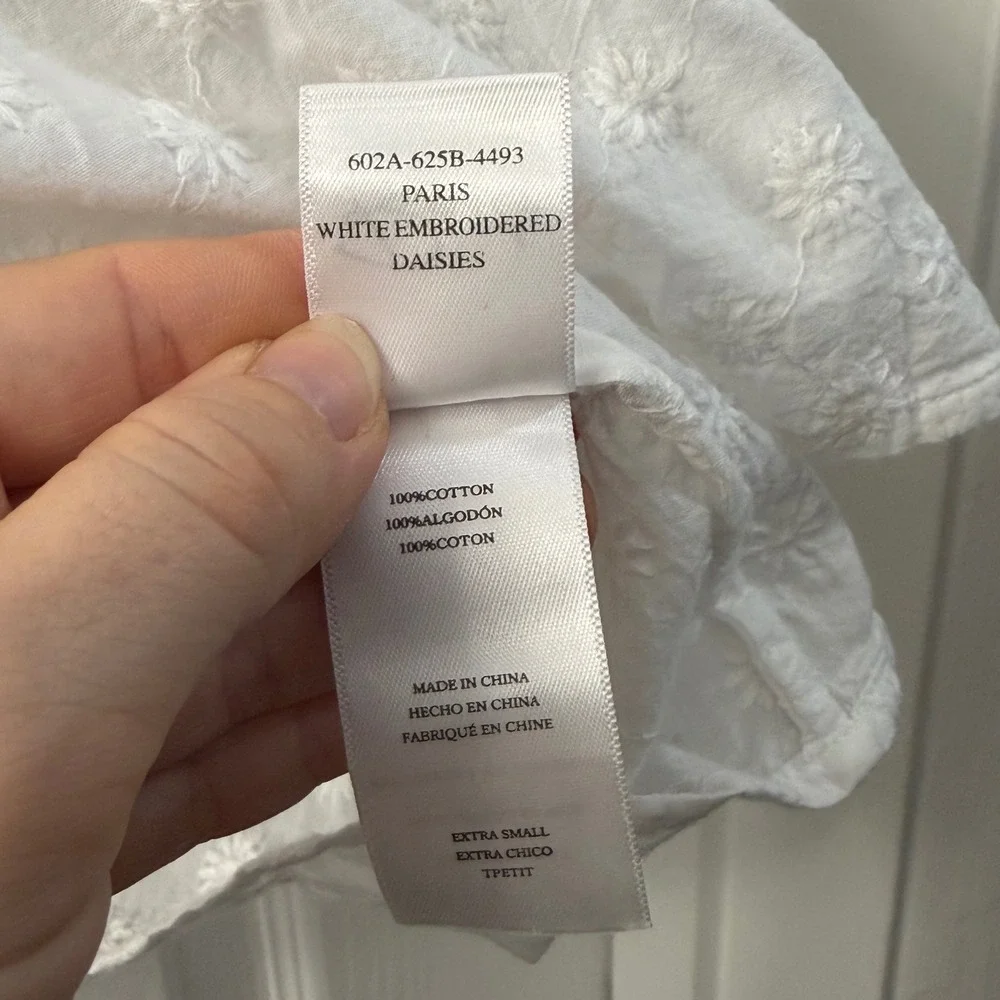 602A-625B-4493
PARIS
WHITE EMBROIDERED
DAISIES
100%COTTON
100%ALGODÓN
100%COTON
MADE IN CHINA
HECHO EN CHINA
FABRIQUÉ EN CHINE
EXTRA SMALL
EXTRA CHICO
TPETIT